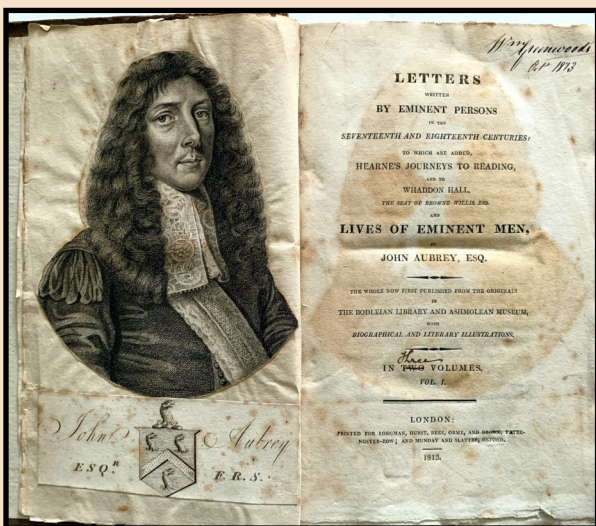 John Aubrey
ESQ.R F.R.S.
Wm Greenwoods
Oct 1873
LETTERS
WRITTEN
BY EMINENT PERSONS
IN THE
SEVENTEENTH AND EIGHTEENTH CENTURIES:
TO WHICH ARE ADDED,
HEARNE'S JOURNEYS TO READING,
AND TO
WHADDON HALL,
THE SEAT OF BROWNE WILLIS, ESQ.
AND
LIVES OF EMINENT MEN,
BY
JOHN AUBREY, ESQ.
THE WHOLE NOW FIRST PUBLISHED FROM THE ORIGINALS
IN
THE BODLEIAN LIBRARY AND ASHMOLEAN MUSEUM,
WITH
BIOGRAPHICAL AND LITERARY ILLUSTRATIONS.
Three
IN TWO VOLUMES.
VOL. I.
LONDON:
PRINTED FOR LONGMAN, HURST, REES, ORME, AND BROWN, PATER-
NOSTER-ROW; AND MUNDAY AND SLATTER, OXFORD.
1813.